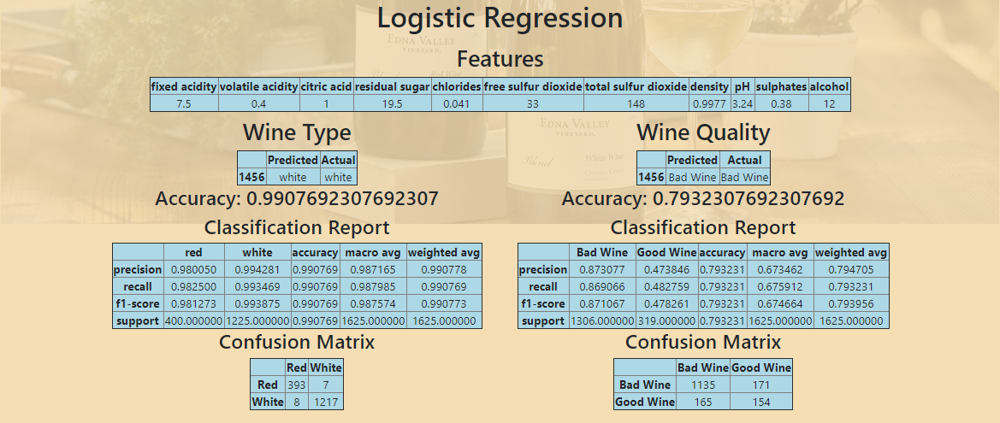 Logistic Regression
EDNA VALLEY
VINEYARD.
Features
fixed acidity volatile acidity citric acid residual sugar chlorides free sulfur dioxide total sulfur dioxide density pH sulphates alcohol
7.5 0.4 1 19.5 0.041 33 148 0.9977 3.24 0.38 12
Wine Type
EDNA VALLEY
VINEYARD.
Wine Quality
Predicted Actual
1456 white white
Blend
White Wine
Predicted Actual
1456 Bad Wine Bad Wine
Accuracy: 0.9907692307692307
Accuracy: 0.7932307692307692
Classification Report
red white accuracy macro avg weighted avg
precision 0.980050 0.994281 0.990769 0.987165 0.990778
recall 0.982500 0.993469 0.990769 0.987985 0.990769
f1-score 0.981273 0.993875 0.990769 0.987574 0.990773
support 400.000000 1225.000000 0.990769 1625.000000 1625.000000
Confusion Matrix
Red White
Red 393 7
White 8 1217
Classification Report
Bad Wine Good Wine accuracy macro avg weighted avg
precision 0.873077 0.473846 0.793231 0.673462 0.794705
recall 0.869066 0.482759 0.793231 0.675912 0.793231
f1-score 0.871067 0.478261 0.793231 0.674664 0.793956
support 1306.000000 319.000000 0.793231 1625.000000 1625.000000
Confusion Matrix
Bad Wine Good Wine
Bad Wine 1135 171
Good Wine 165 154